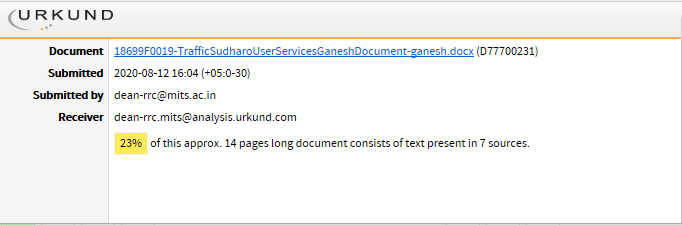 URKUND
Document 18699F0019-TrafficSudharoUserServicesGaneshDocument-ganesh.docx (D77700231)
Submitted 2020-08-12 16:04 (+05:0-30)
Submitted by dean-rrc@mits.ac.in
Receiver dean-rrc.mits@analysis.urkund.com
23% of this approx. 14 pages long document consists of text present in 7 sources.